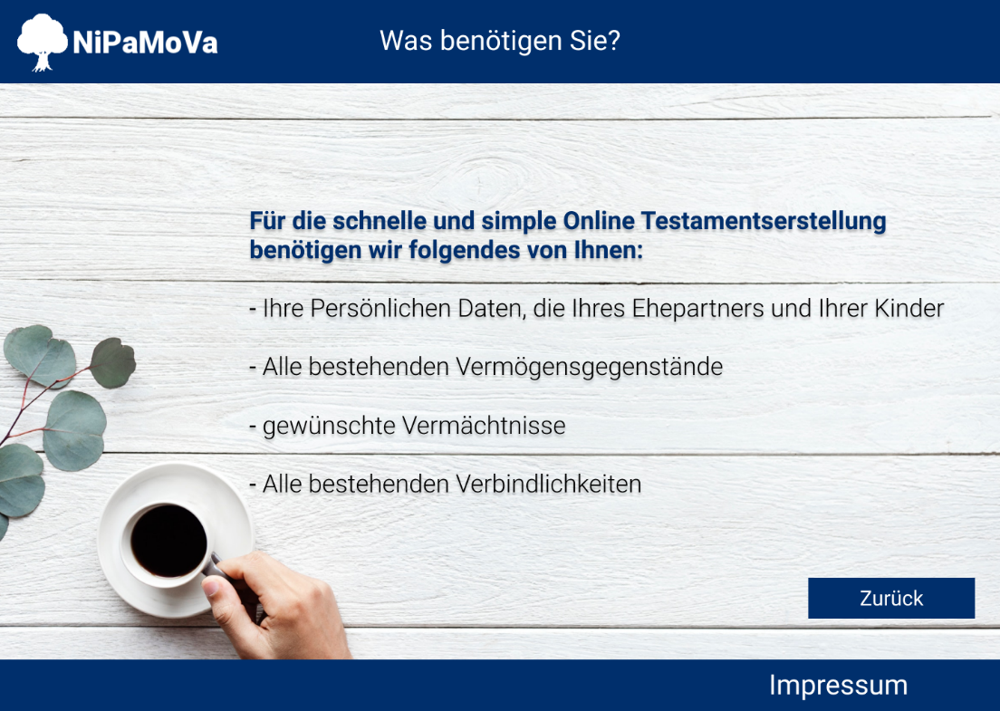 NiPaMoVa
Was benötigen Sie?
Für die schnelle und simple Online Testamentserstellung
benötigen wir folgendes von Ihnen:
- Ihre Persönlichen Daten, die Ihres Ehepartners und Ihrer Kinder
- Alle bestehenden Vermögensgegenstände
- gewünschte Vermächtnisse
- Alle bestehenden Verbindlichkeiten
Zurück
Impressum